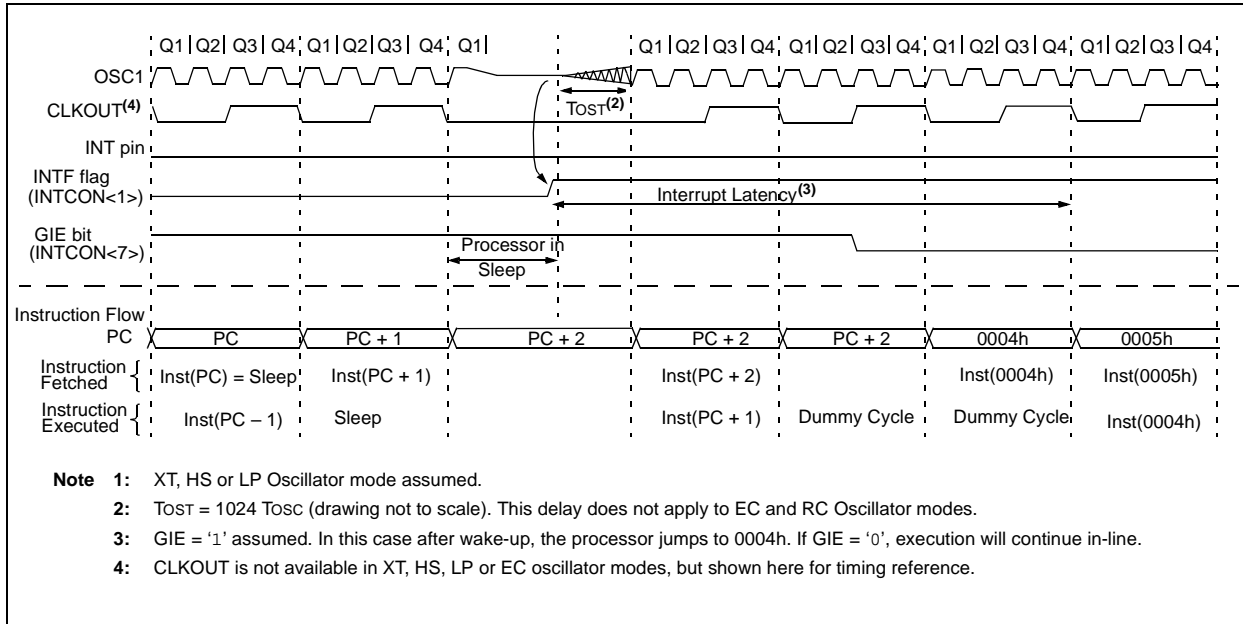 Q1 Q2 Q3 Q4 Q1 Q2 Q3 Q4 Q1 Q1 Q2 Q3 Q4 Q1 Q2 Q3 Q4 Q1 Q2 Q3 Q4 Q1 Q2 Q3 Q4
OSC1
CLKOUT(4) TOST(2)
INT pin
INTF flag
(INTCON<1>) Interrupt Latency(3)
GIE bit
(INTCON<7>) Processor in
Sleep
Instruction Flow
PC PC PC + 1 PC + 2 PC + 2 PC + 2 0004h 0005h
Instruction
Fetched Inst(PC) = Sleep Inst(PC + 1) Inst(PC + 2) Inst(0004h) Inst(0005h)
Instruction
Executed Inst(PC – 1) Sleep Inst(PC + 1) Dummy Cycle Dummy Cycle Inst(0004h)
Note 1: XT, HS or LP Oscillator mode assumed.
2: TOST = 1024 TOSC (drawing not to scale). This delay does not apply to EC and RC Oscillator modes.
3: GIE = ‘1’ assumed. In this case after wake-up, the processor jumps to 0004h. If GIE = ‘0’, execution will continue in-line.
4: CLKOUT is not available in XT, HS, LP or EC oscillator modes, but shown here for timing reference.